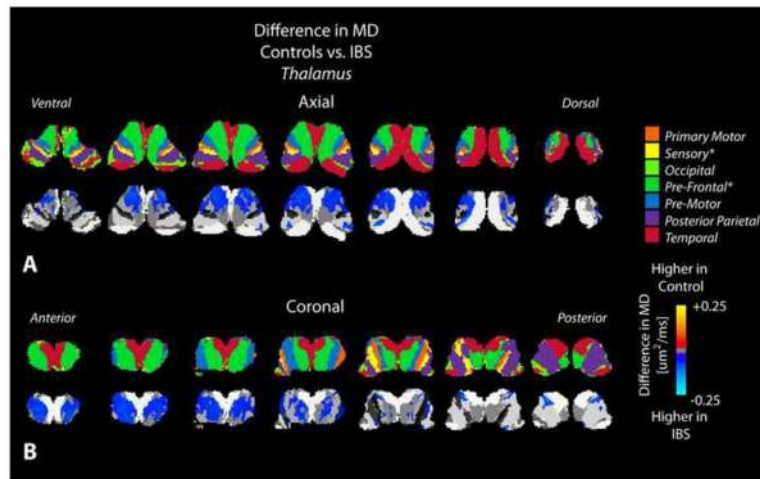 Difference in MD
Controls vs. IBS
Thalamus
Ventral
Axial
Dorsal
Primary Motor
Sensory*
Occipital
Pre-Frontal*
Pre-Motor
Posterior Parietal
Temporal
A
Higher in
Control
+0.25
Difference in MD
[um²/ms]
-0.25
Higher in
IBS
Anterior
Coronal
Posterior
B